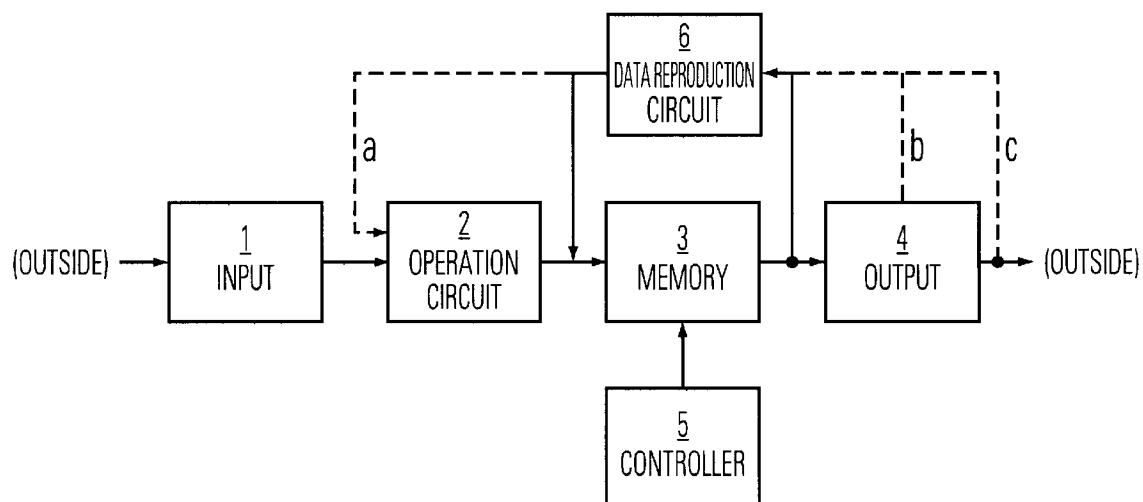 6
DATA REPRODUCTION
CIRCUIT
a
b
c
(OUTSIDE)
1
INPUT
2
OPERATION
CIRCUIT
3
MEMORY
4
OUTPUT
(OUTSIDE)
5
CONTROLLER